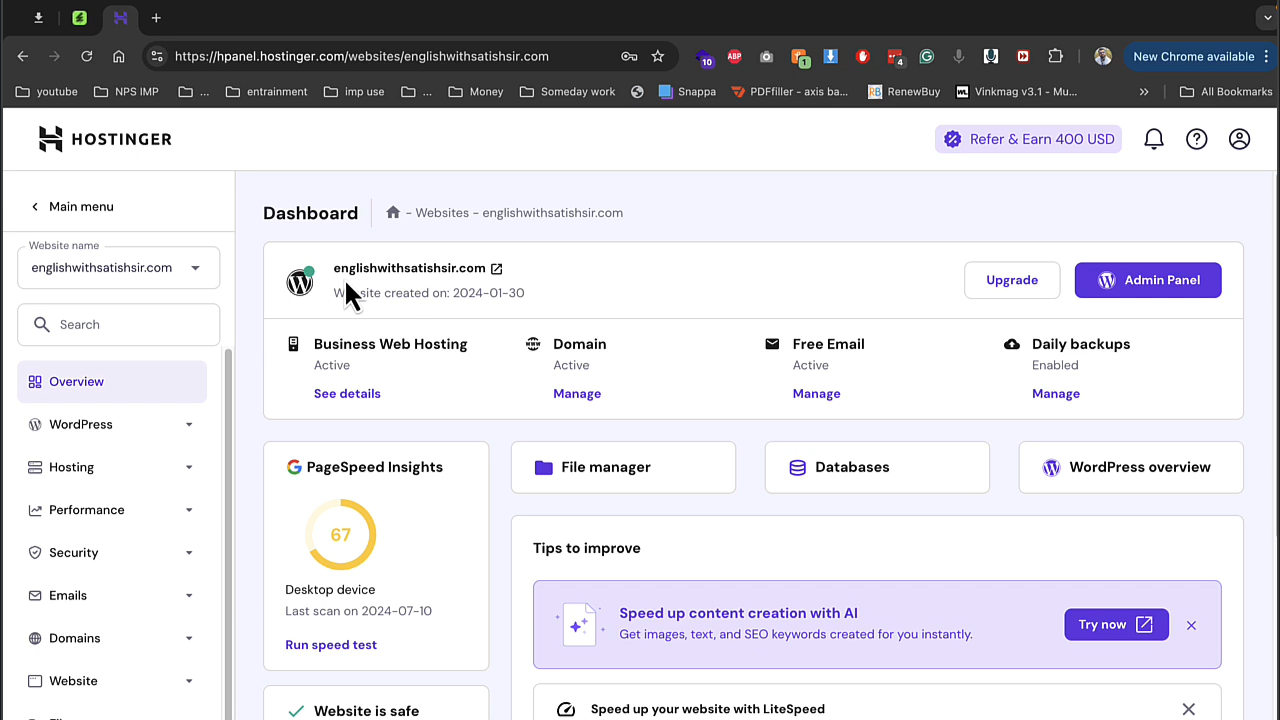 https://hpanel.hostinger.com/websites/englishwithsatishsir.com
10
ABP
1
4
New Chrome available
youtube
NPS IMP
...
entrainment
imp use
...
Money
Someday work
Snappa
PDFfiller - axis ba...
RB
RenewBuy
Vinkmag v3.1 - Mu...
All Bookmarks
HOSTINGER
Refer & Earn 400 USD
Main menu
Dashboard
- Websites - englishwithsatishsir.com
Website name
englishwithsatishsir.com
englishwithsatishsir.com
Website created on: 2024-01-30
Upgrade
Admin Panel
Search
Business Web Hosting
Active
See details
Domain
Active
Manage
Free Email
Active
Manage
Daily backups
Enabled
Manage
Overview
WordPress
Hosting
Performance
Security
Emails
Domains
Website
PageSpeed Insights
67
Desktop device
Last scan on 2024-07-10
Run speed test
File manager
Databases
WordPress overview
Tips to improve
Speed up content creation with AI
Get images, text, and SEO keywords created for you instantly.
Try now
Website is safe
Speed up your website with LiteSpeed